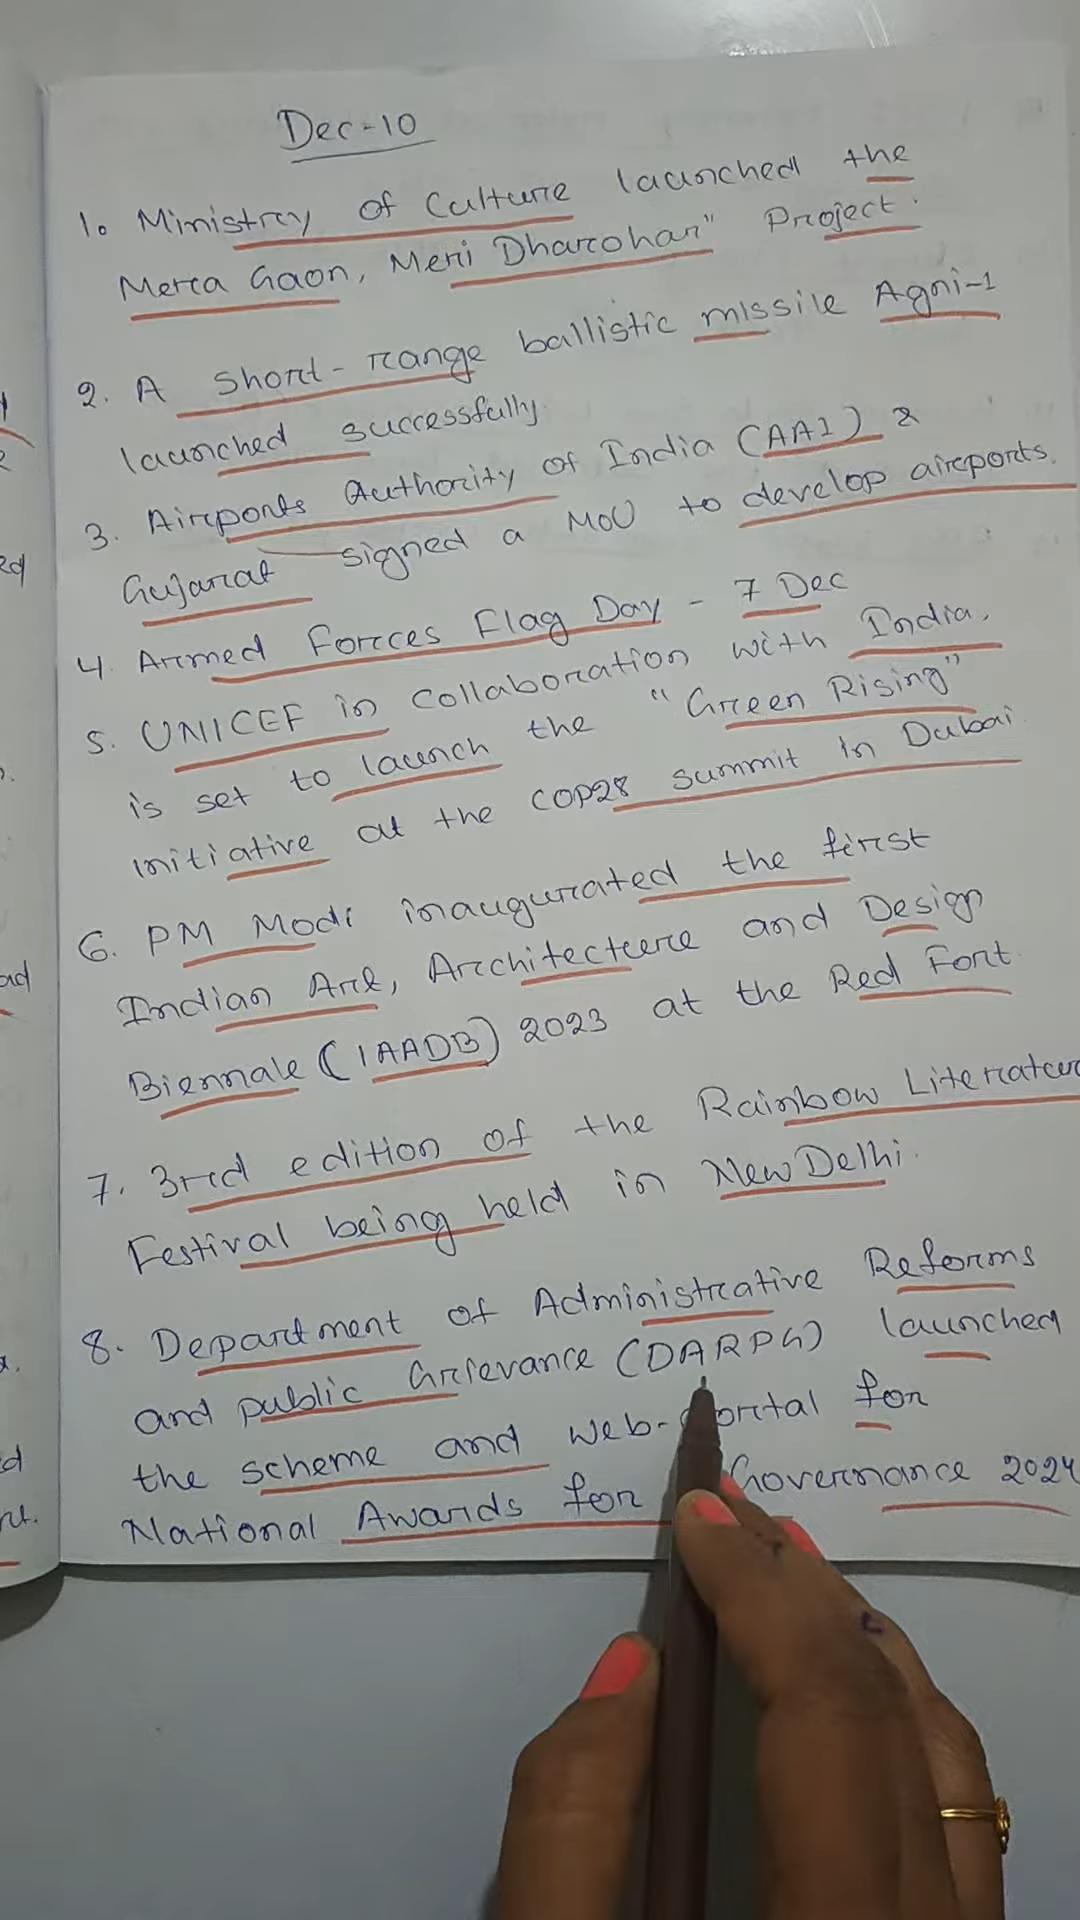 Dec-10
1. Ministry of Culture launched the
Mera Gaon, Meri Dharohar" Project.
2. A short-range ballistic missile Agni-1
launched successfully.
3. Airports Authority of India (AAI) &
Gujarat signed a MoU to develop airports.
4. Armed Forces Flag Day - 7 Dec
5. UNICEF in collaboration with India,
is set to launch the "Green Rising"
initiative at the COP28 summit in Dubai
6. PM Modi inaugurated the first
Indian Art, Architecture and Design
Biennale (IAADB) 2023 at the Red Fort.
7. 3rd edition of the Rainbow Literatur
Festival being held in New Delhi.
8. Department of Administrative Reforms
and public Grievance (DARPG) launched
the scheme and web-portal for
National Awards for Governance 2024